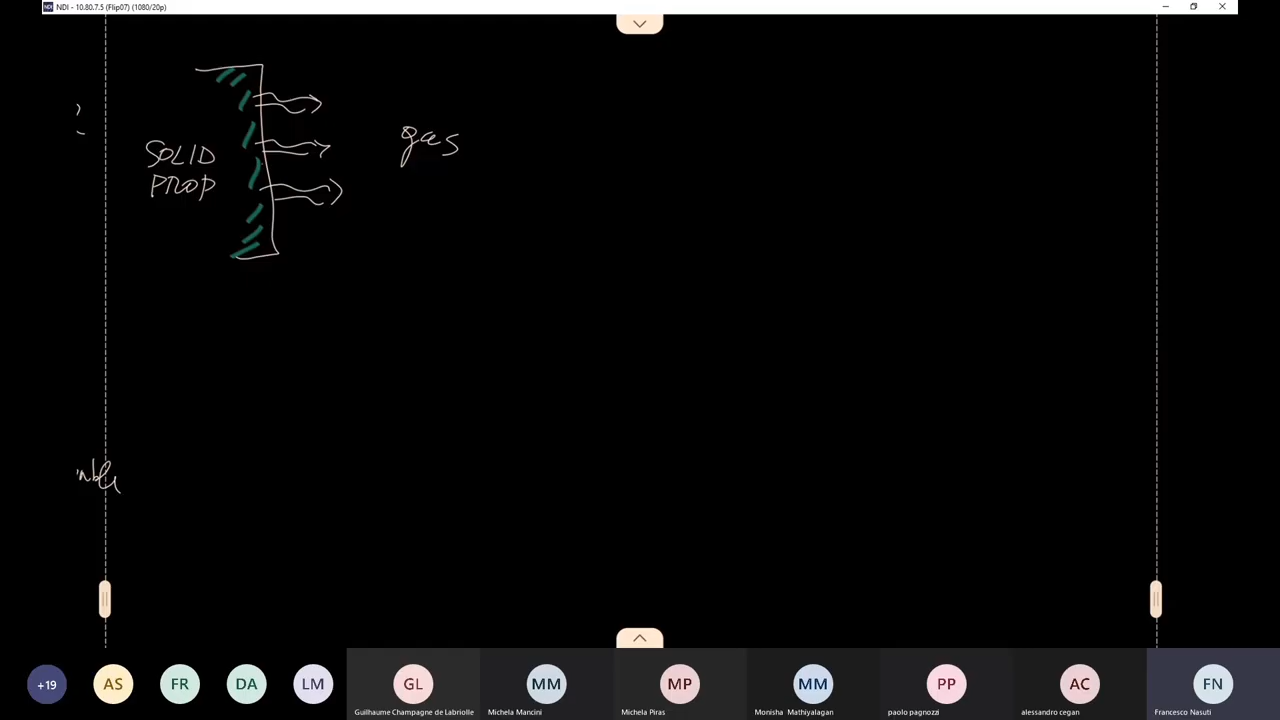 NDI - 10.80.7.5 (Flip07) (1080/20p)
SOLID
PROP
gas
+19
AS
FR
DA
LM
GL
MM
MP
MM
PP
AC
FN
Guilhaume Champagne de Labriolle
Michela Mancini
Michela Piras
Monisha Mathiyalagan
paolo pagnozzi
alessandro cegan
Francesco Nasuti